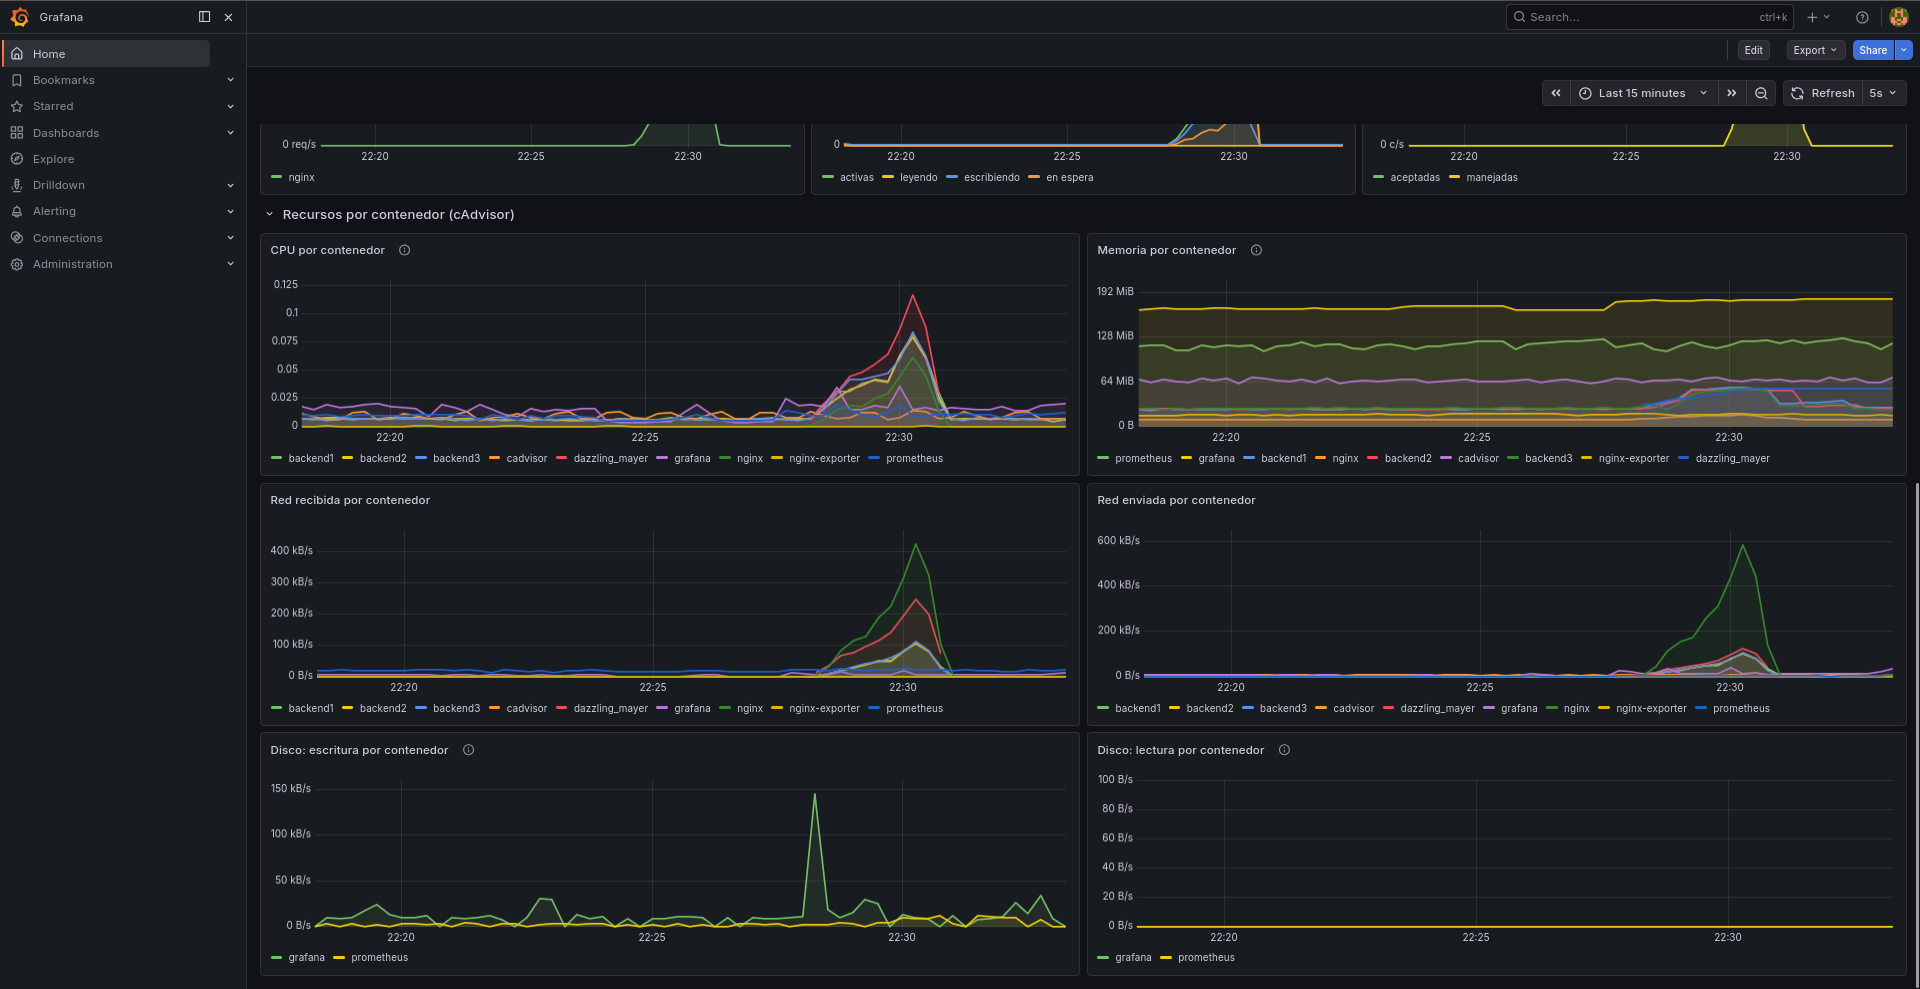 Grafana
Search...
ctrl+k
Home
Bookmarks
Starred
Dashboards
Explore
Drilldown
Alerting
Connections
Administration
Edit
Export
Share
Last 15 minutes
Refresh
5s
0 req/s
22:20 22:25 22:30
nginx
0
22:20 22:25 22:30
activas leyendo escribiendo en espera
0 c/s
22:20 22:25 22:30
aceptadas manejadas
Recursos por contenedor (cAdvisor)
CPU por contenedor
0.125
0.1
0.075
0.05
0.025
0
22:20 22:25 22:30
backend1 backend2 backend3 cadvisor dazzling_mayer grafana nginx nginx-exporter prometheus
Memoria por contenedor
192 MiB
128 MiB
64 MiB
0 B
22:20 22:25 22:30
prometheus grafana backend1 nginx backend2 cadvisor backend3 nginx-exporter dazzling_mayer
Red recibida por contenedor
400 kB/s
300 kB/s
200 kB/s
100 kB/s
0 B/s
22:20 22:25 22:30
backend1 backend2 backend3 cadvisor dazzling_mayer grafana nginx nginx-exporter prometheus
Red enviada por contenedor
600 kB/s
400 kB/s
200 kB/s
0 B/s
22:20 22:25 22:30
backend1 backend2 backend3 cadvisor dazzling_mayer grafana nginx nginx-exporter prometheus
Disco: escritura por contenedor
150 kB/s
100 kB/s
50 kB/s
0 B/s
22:20 22:25 22:30
grafana prometheus
Disco: lectura por contenedor
100 B/s
80 B/s
60 B/s
40 B/s
20 B/s
0 B/s
22:20 22:25 22:30
grafana prometheus